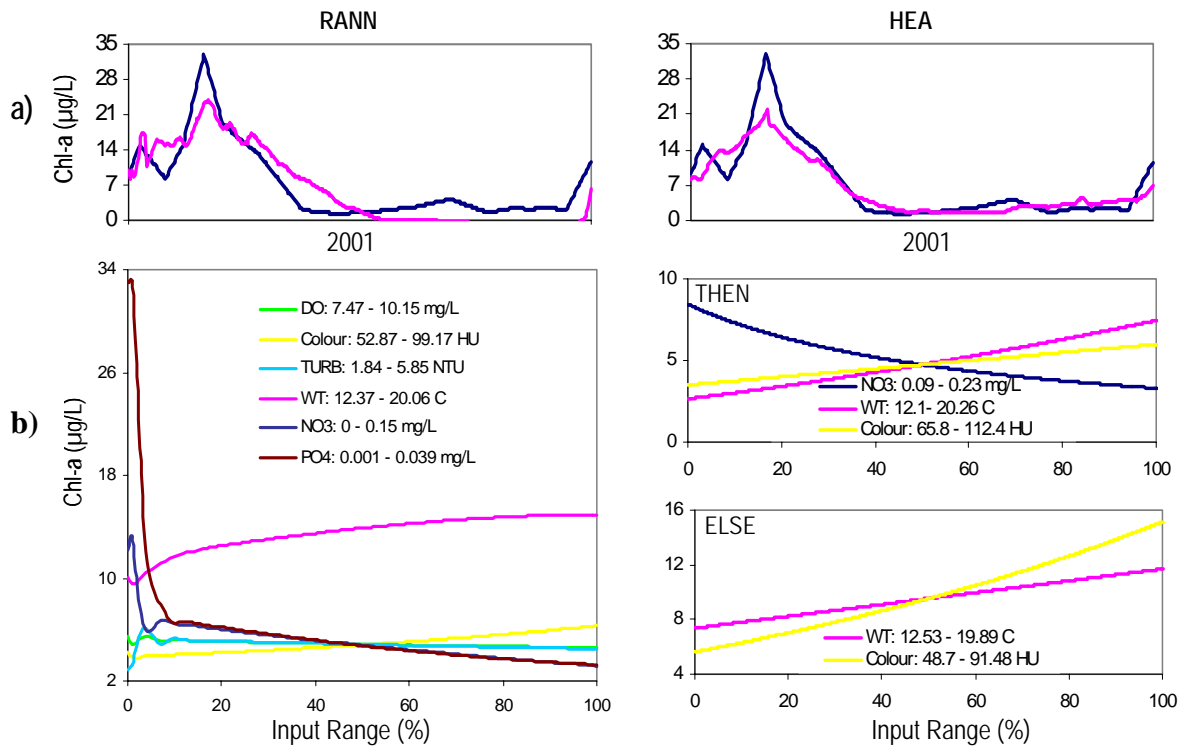 RANN
HEA
a)
Chl-a (µg/L)
35
28
21
14
7
0
2001
35
28
21
14
7
0
2001
b)
Chl-a (µg/L)
34
26
18
10
2
DO: 7.47 - 10.15 mg/L
Colour: 52.87 - 99.17 HU
TURB: 1.84 - 5.85 NTU
WT: 12.37 - 20.06 C
NO3: 0 - 0.15 mg/L
PO4: 0.001 - 0.039 mg/L
0 20 40 60 80 100
Input Range (%)
THEN
10
5
0
NO3: 0.09 - 0.23 mg/L
WT: 12.1- 20.26 C
Colour: 65.8 - 112.4 HU
0 20 40 60 80 100
ELSE
16
12
8
4
WT: 12.53 - 19.89 C
Colour: 48.7 - 91.48 HU
0 20 40 60 80 100
Input Range (%)